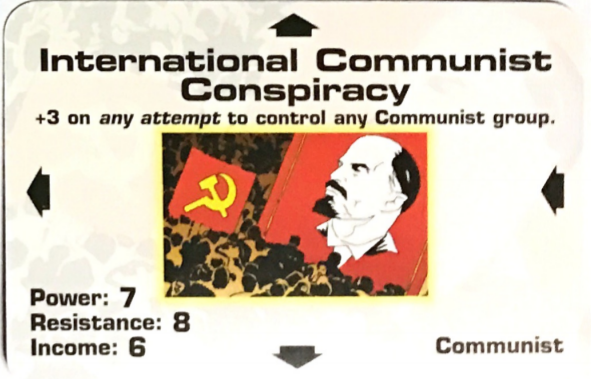 International Communist
Conspiracy
+3 on any attempt to control any Communist group.
Power: 7
Resistance: 8
Income: 6
Communist